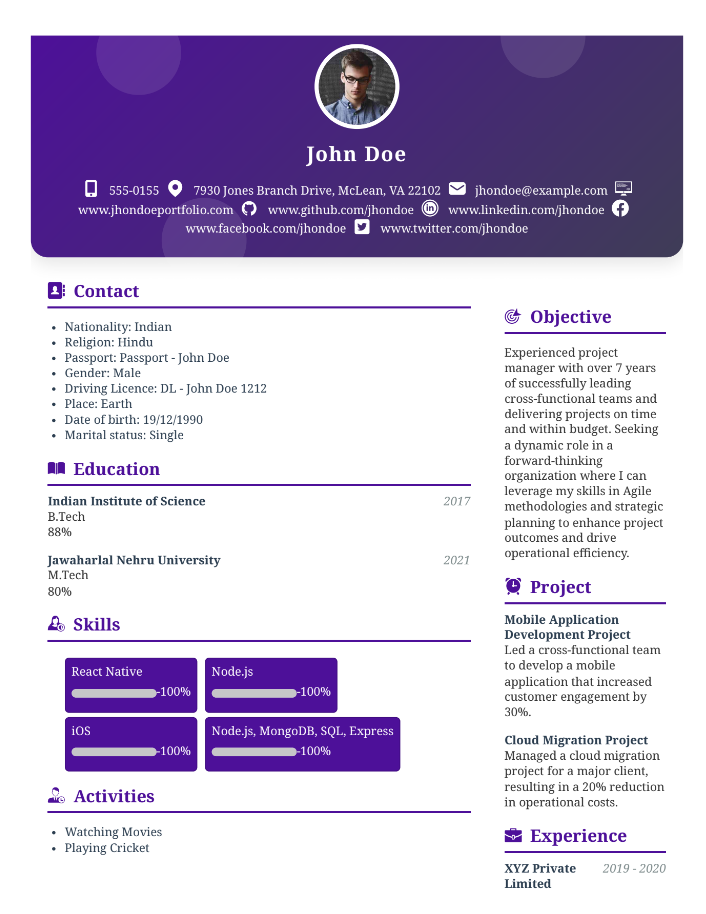 John Doe
555-0155 7930 Jones Branch Drive, McLean, VA 22102 jhondoe@example.com
www.jhondoeportfolio.com www.github.com/jhondoe www.linkedin.com/jhondoe
www.facebook.com/jhondoe www.twitter.com/jhondoe
Contact
• Nationality: Indian
• Religion: Hindu
• Passport: Passport - John Doe
• Gender: Male
• Driving Licence: DL - John Doe 1212
• Place: Earth
• Date of birth: 19/12/1990
• Marital status: Single
Education
Indian Institute of Science 2017
B.Tech
88%
Jawaharlal Nehru University 2021
M.Tech
80%
Skills
React Native
-100%
Node.js
-100%
iOS
-100%
Node.js, MongoDB, SQL, Express
-100%
Activities
• Watching Movies
• Playing Cricket
Objective
Experienced project
manager with over 7 years
of successfully leading
cross-functional teams and
delivering projects on time
and within budget. Seeking
a dynamic role in a
forward-thinking
organization where I can
leverage my skills in Agile
methodologies and strategic
planning to enhance project
outcomes and drive
operational efficiency.
Project
Mobile Application
Development Project
Led a cross-functional team
to develop a mobile
application that increased
customer engagement by
30%.
Cloud Migration Project
Managed a cloud migration
project for a major client,
resulting in a 20% reduction
in operational costs.
Experience
XYZ Private 2019 - 2020
Limited